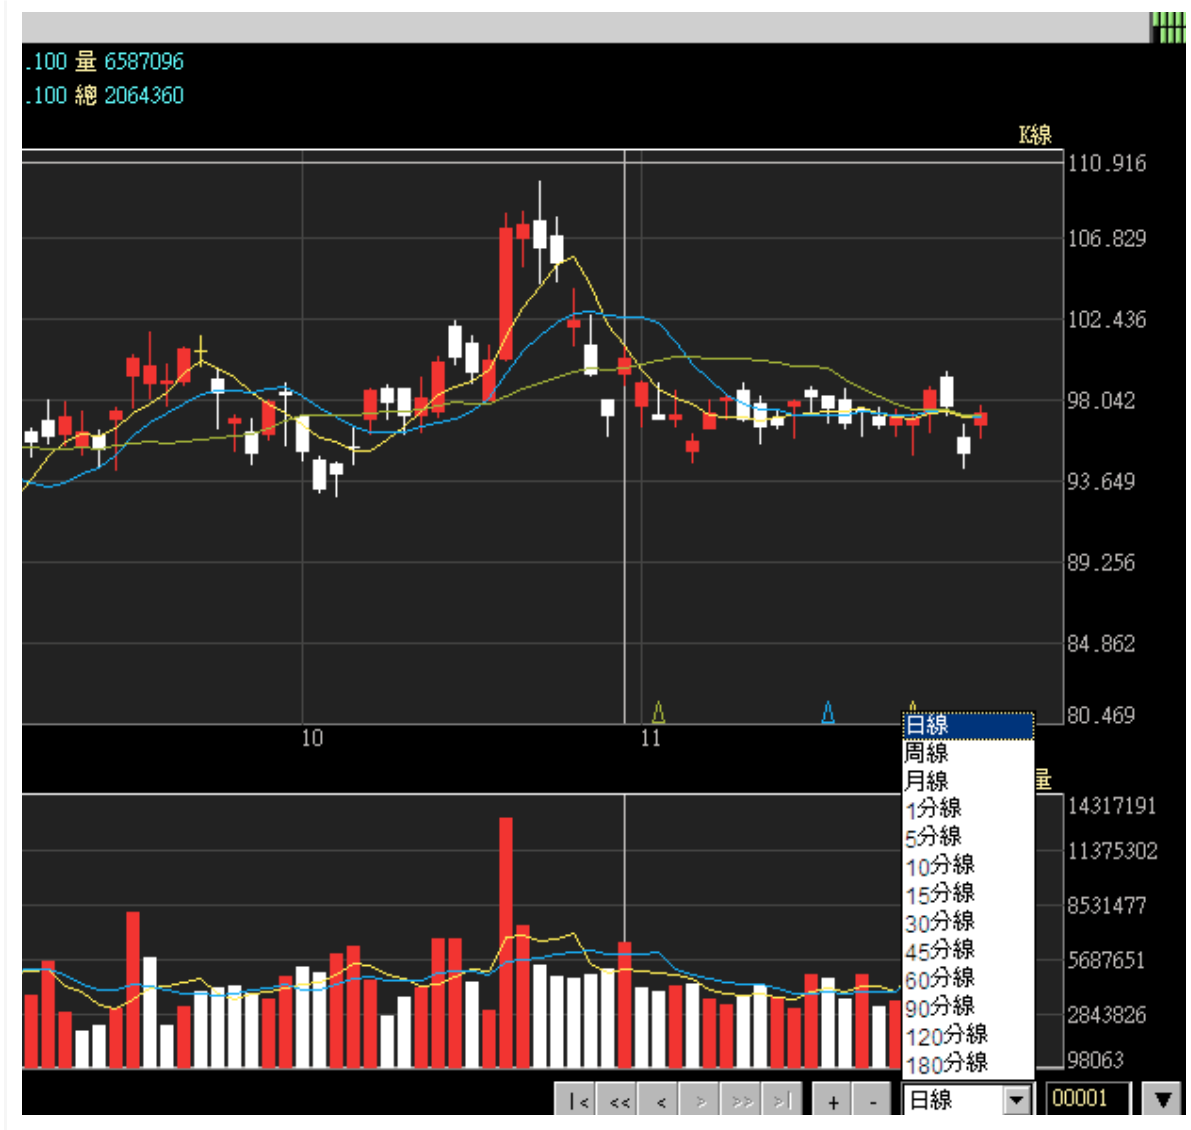 .100 量 6587096
.100 總 2064360
K線
110.916
106.829
102.436
98.042
93.649
89.256
84.862
80.469
10
11
量
14317191
11375302
8531477
5687651
2843826
98063
日線
周線
月線
1分線
5分線
10分線
15分線
30分線
45分線
60分線
90分線
120分線
180分線
|< << < > >> >| + - 日線 00001